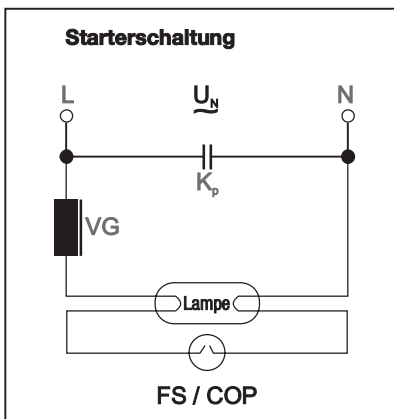 Starterschaltung
L U_N N
K_p
VG
Lampe
FS / COP